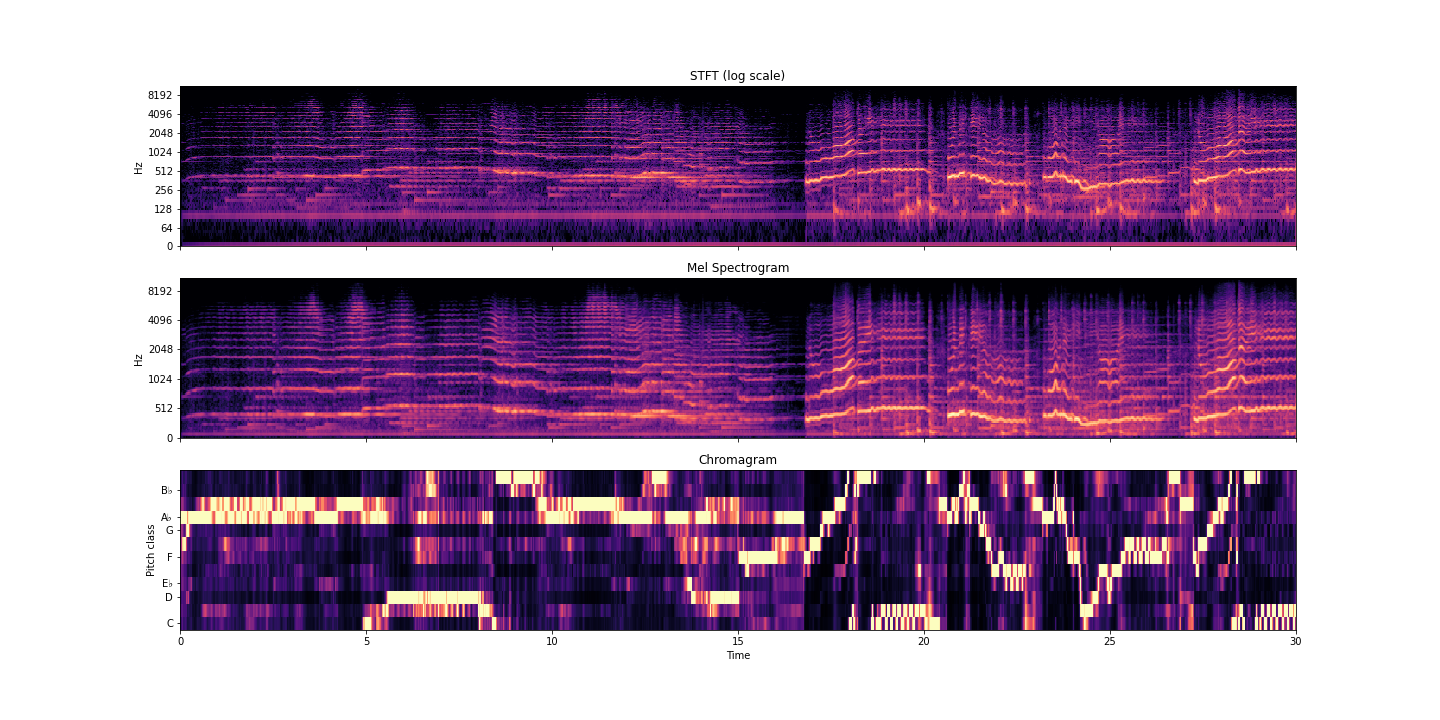 STFT (log scale)
8192
4096
2048
1024
512
256
128
64
0
Hz
Mel Spectrogram
8192
4096
2048
1024
512
0
Hz
Chromagram
B♭
A♭
G
F
E♭
D
C
Pitch class
0 5 10 15 20 25 30
Time